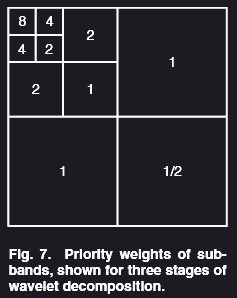 8 4 2 1
4 2
2 1
1 1/2
Fig. 7. Priority weights of sub-
bands, shown for three stages of
wavelet decomposition.